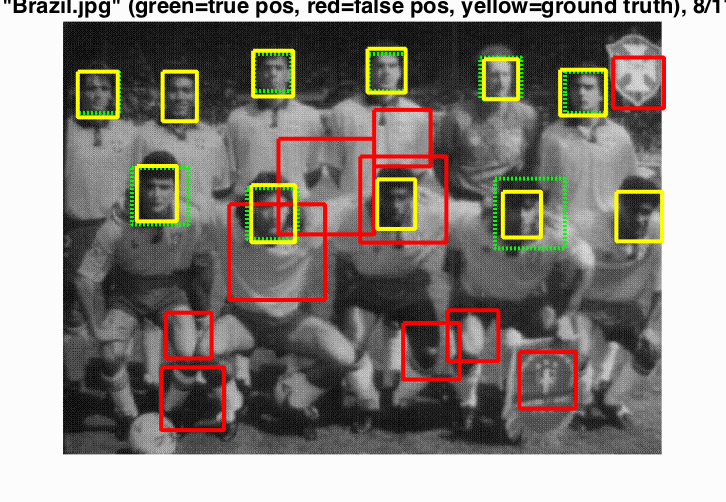 "Brazil.jpg" (green=true pos, red=false pos, yellow=ground truth), 8/1